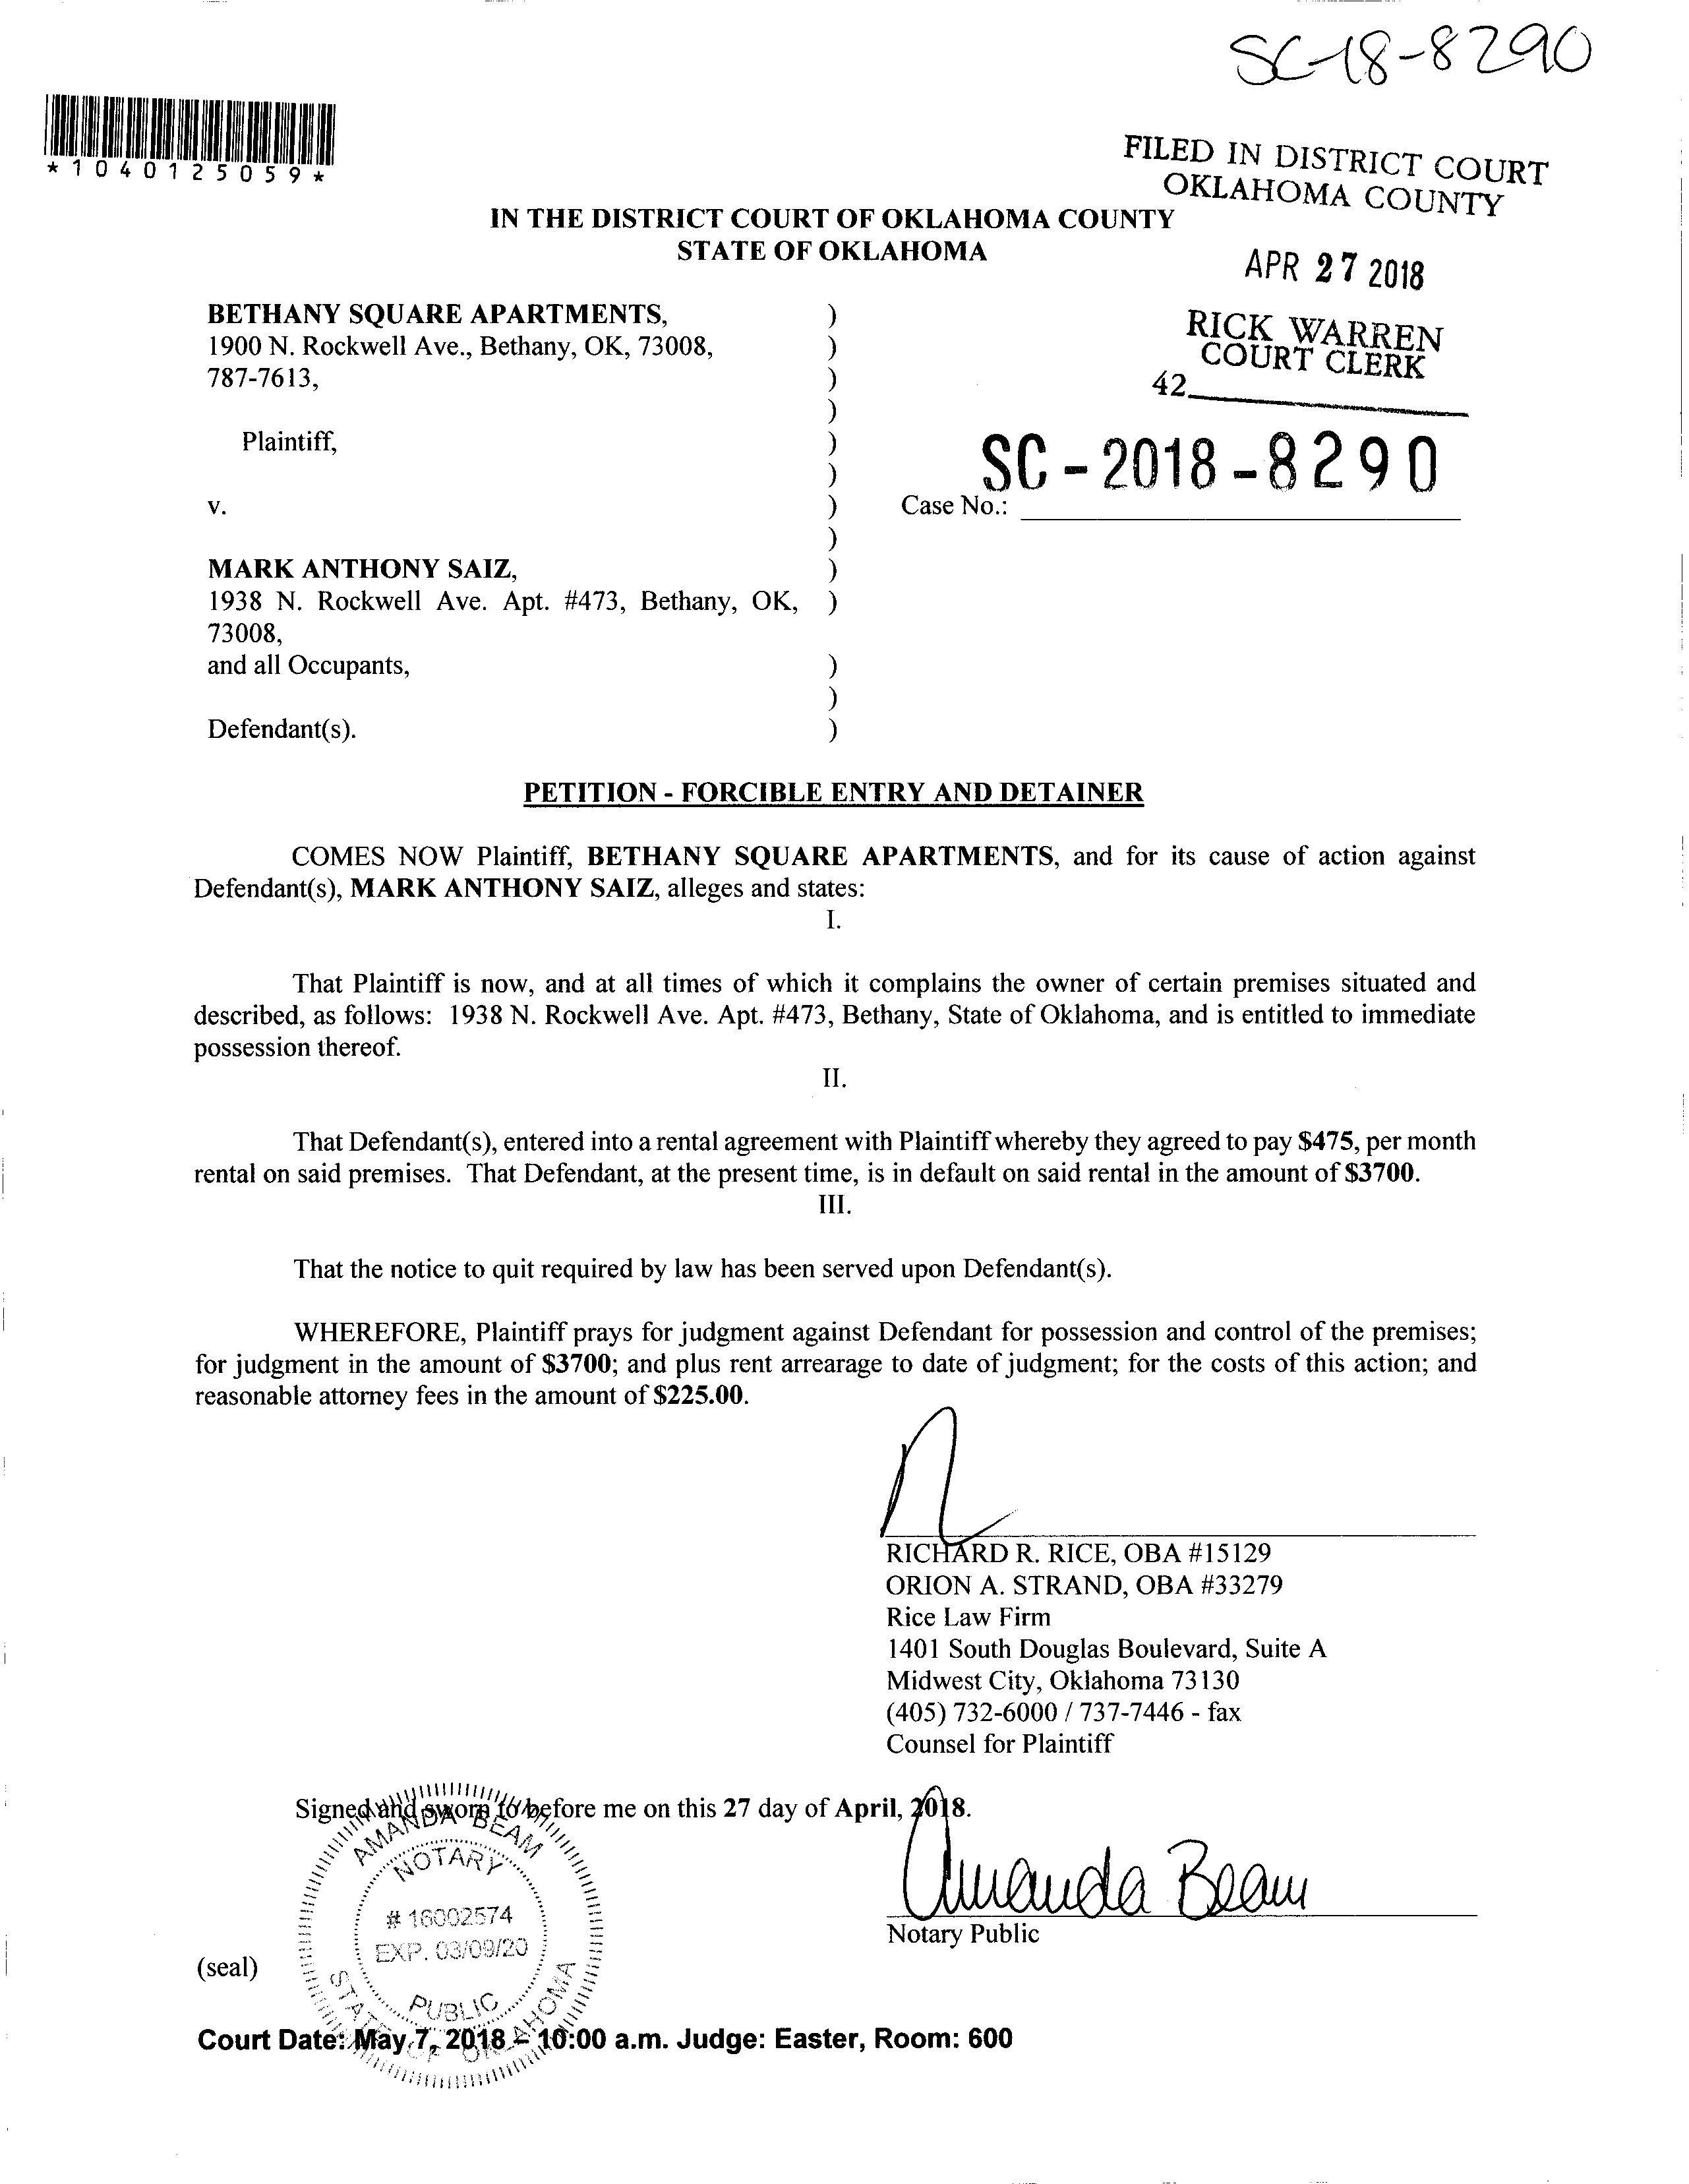 SC-18-8290
*1040125059*
FILED IN DISTRICT COURT
OKLAHOMA COUNTY
IN THE DISTRICT COURT OF OKLAHOMA COUNTY
STATE OF OKLAHOMA
APR 27 2018
RICK WARREN
COURT CLERK
42
BETHANY SQUARE APARTMENTS, )
1900 N. Rockwell Ave., Bethany, OK, 73008, )
787-7613, )
)
Plaintiff, )
)
SC-2018-8290
v. ) Case No.:
)
MARK ANTHONY SAIZ, )
1938 N. Rockwell Ave. Apt. #473, Bethany, OK, )
73008,
and all Occupants, )
)
Defendant(s). )
PETITION - FORCIBLE ENTRY AND DETAINER
COMES NOW Plaintiff, BETHANY SQUARE APARTMENTS, and for its cause of action against
Defendant(s), MARK ANTHONY SAIZ, alleges and states:
I.
That Plaintiff is now, and at all times of which it complains the owner of certain premises situated and
described, as follows: 1938 N. Rockwell Ave. Apt. #473, Bethany, State of Oklahoma, and is entitled to immediate
possession thereof.
II.
That Defendant(s), entered into a rental agreement with Plaintiff whereby they agreed to pay $475, per month
rental on said premises. That Defendant, at the present time, is in default on said rental in the amount of $3700.
III.
That the notice to quit required by law has been served upon Defendant(s).
WHEREFORE, Plaintiff prays for judgment against Defendant for possession and control of the premises;
for judgment in the amount of $3700; and plus rent arrearage to date of judgment; for the costs of this action; and
reasonable attorney fees in the amount of $225.00.
RICHARD R. RICE, OBA #15129
ORION A. STRAND, OBA #33279
Rice Law Firm
1401 South Douglas Boulevard, Suite A
Midwest City, Oklahoma 73130
(405) 732-6000 / 737-7446 - fax
Counsel for Plaintiff
Signed and sworn to before me on this 27 day of April, 2018.
AMANDA BEAM
NOTARY
# 16002574
EXP. 03/09/20
PUBLIC
STATE OF OKLAHOMA
Amanda Beam
Notary Public
(seal)
Court Date: May 7, 2018 – 10:00 a.m. Judge: Easter, Room: 600